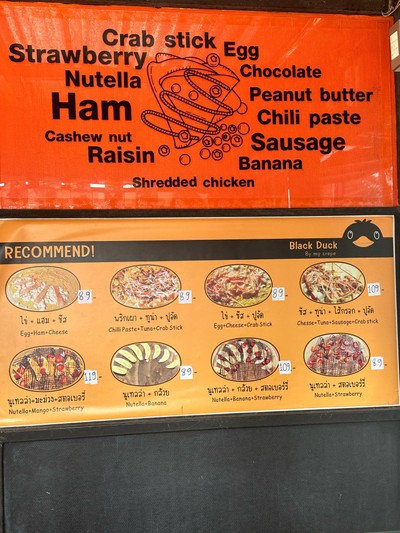 Crab stick
Strawberry Egg
Nutella Chocolate
Ham Peanut butter
Chili paste
Cashew nut Sausage
Raisin Banana
Shredded chicken
RECOMMEND! Black Duck
By my crepe
89.- 89.- 89.- 109.-
ไข่ + แฮม + ชีส พริกเผา + ทูน่า + ปูอัด ไข่ + ชีส + ปูอัด ชีส + ทูน่า + ไส้กรอก + ปูอัด
Egg+Ham+Cheese Chilli Paste+Tuna+Crab Stick Egg+Cheese+Crab Stick Cheese+Tuna+Sausage+Crab Stick
119.- 89.- 109.- 89.-
นูเทลล่า+มะม่วง+สตอเบอร์รี่ นูเทลล่า + กล้วย นูเทลล่า + กล้วย + สตอเบอร์รี่ นูเทลล่า + สตอเบอร์รี่
Nutella+Mango+Strawberry Nutella+Banana Nutella+Banana+Strawberry Nutella+Strawberry